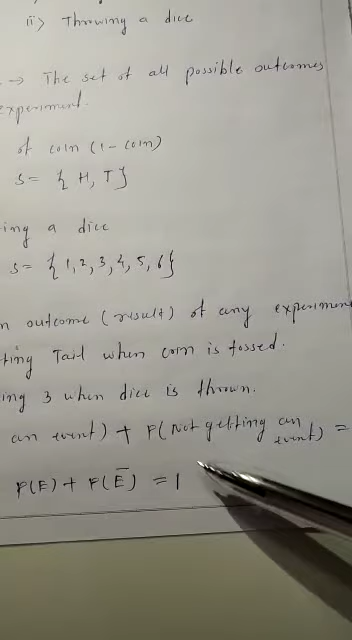 ii) Throwing a dice
→ The set of all possible outcomes
experiment.
of coin (1-coin)
S = { H, T }
ing a dice
S = { 1, 2, 3, 4, 5, 6 }
n outcome (result) of any experiment
ting Tail when coin is tossed.
ing 3 when dice is thrown.
an event) + P(Not getting an event) =
P(E) + P(E̅) = 1